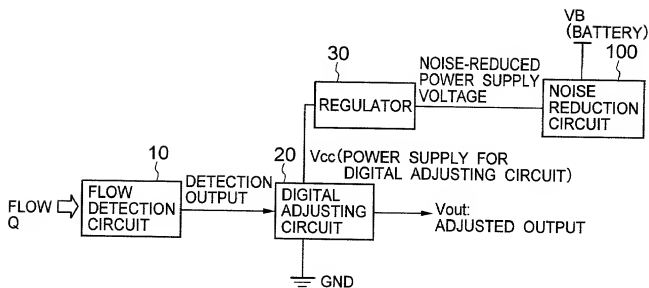 VB
(BATTERY)
100
NOISE
REDUCTION
CIRCUIT
NOISE-REDUCED
POWER SUPPLY
VOLTAGE
30
REGULATOR
Vcc(POWER SUPPLY FOR
DIGITAL ADJUSTING CIRCUIT)
10
FLOW
DETECTION
CIRCUIT
FLOW
Q
DETECTION
OUTPUT
20
DIGITAL
ADJUSTING
CIRCUIT
Vout:
ADJUSTED OUTPUT
GND